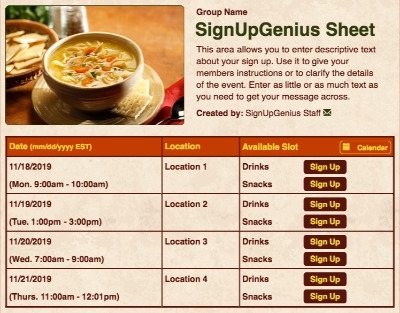 Group Name
SignUpGenius Sheet
This area allows you to enter descriptive text
about your sign up. Use it to give your
members instructions or to clarify the details
of the event. Enter as little or as much text as
you need to get your message across.
Created by: SignUpGenius Staff
Date (mm/dd/yyyy EST) Location Available Slot Calendar
11/18/2019 Location 1 Drinks Sign Up
(Mon. 9:00am - 10:00am) Snacks Sign Up
11/19/2019 Location 2 Drinks Sign Up
(Tue. 1:00pm - 3:00pm) Snacks Sign Up
11/20/2019 Location 3 Drinks Sign Up
(Wed. 7:00am - 9:00am) Snacks Sign Up
11/21/2019 Location 4 Drinks Sign Up
(Thurs. 11:00am - 12:01pm) Snacks Sign Up